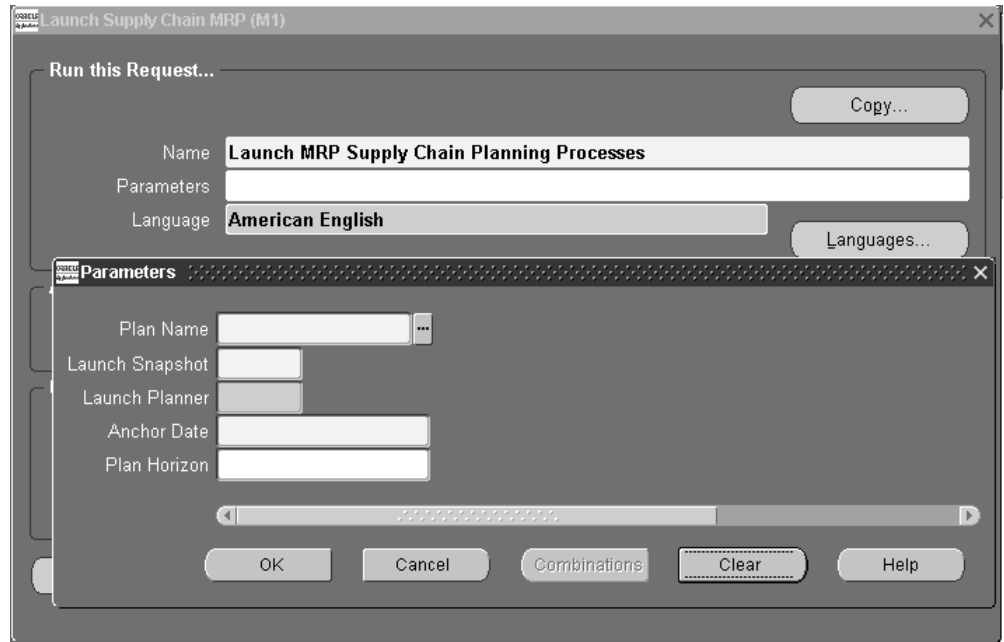 Launch Supply Chain MRP (M1)
Run this Request...
Copy...
Name Launch MRP Supply Chain Planning Processes
Parameters
Language American English
Languages...
Parameters
Plan Name ...
Launch Snapshot
Launch Planner
Anchor Date
Plan Horizon
OK Cancel Combinations Clear Help